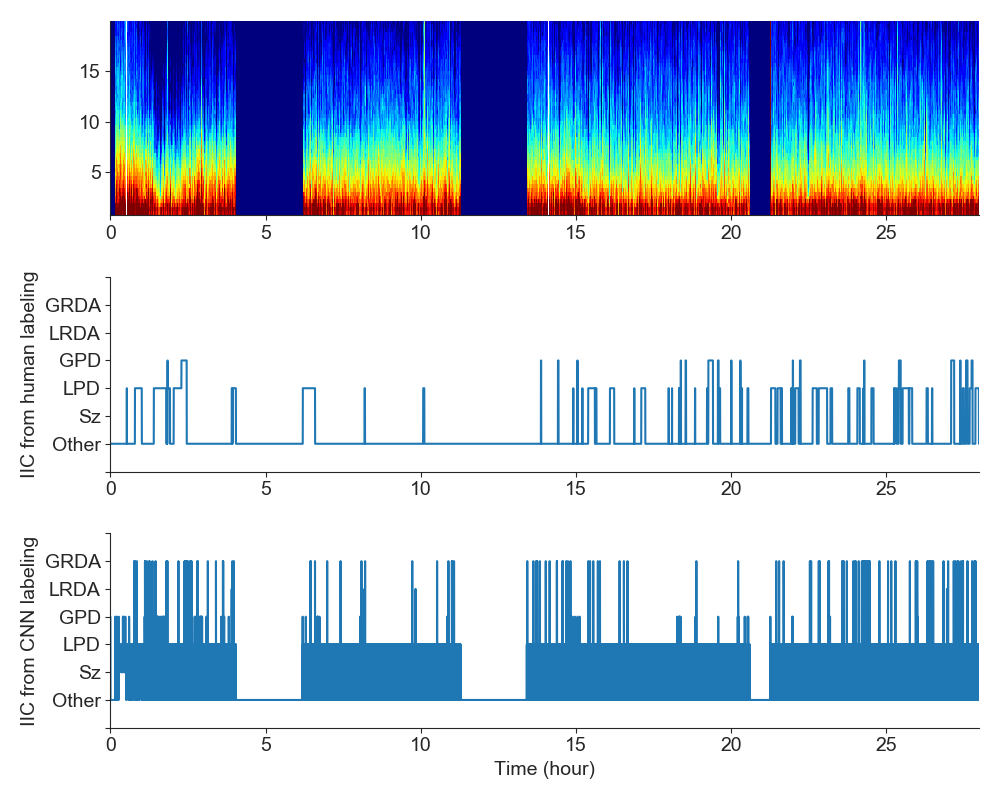 15
10
5
0 5 10 15 20 25
IIC from human labeling
GRDA
LRDA
GPD
LPD
Sz
Other
0 5 10 15 20 25
IIC from CNN labeling
GRDA
LRDA
GPD
LPD
Sz
Other
0 5 10 15 20 25
Time (hour)